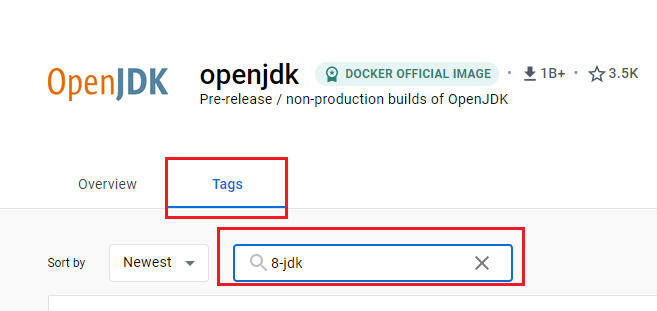 OpenJDK
openjdk DOCKER OFFICIAL IMAGE • 1B+ • 3.5K
Pre-release / non-production builds of OpenJDK
Overview Tags
Sort by Newest 8-jdk